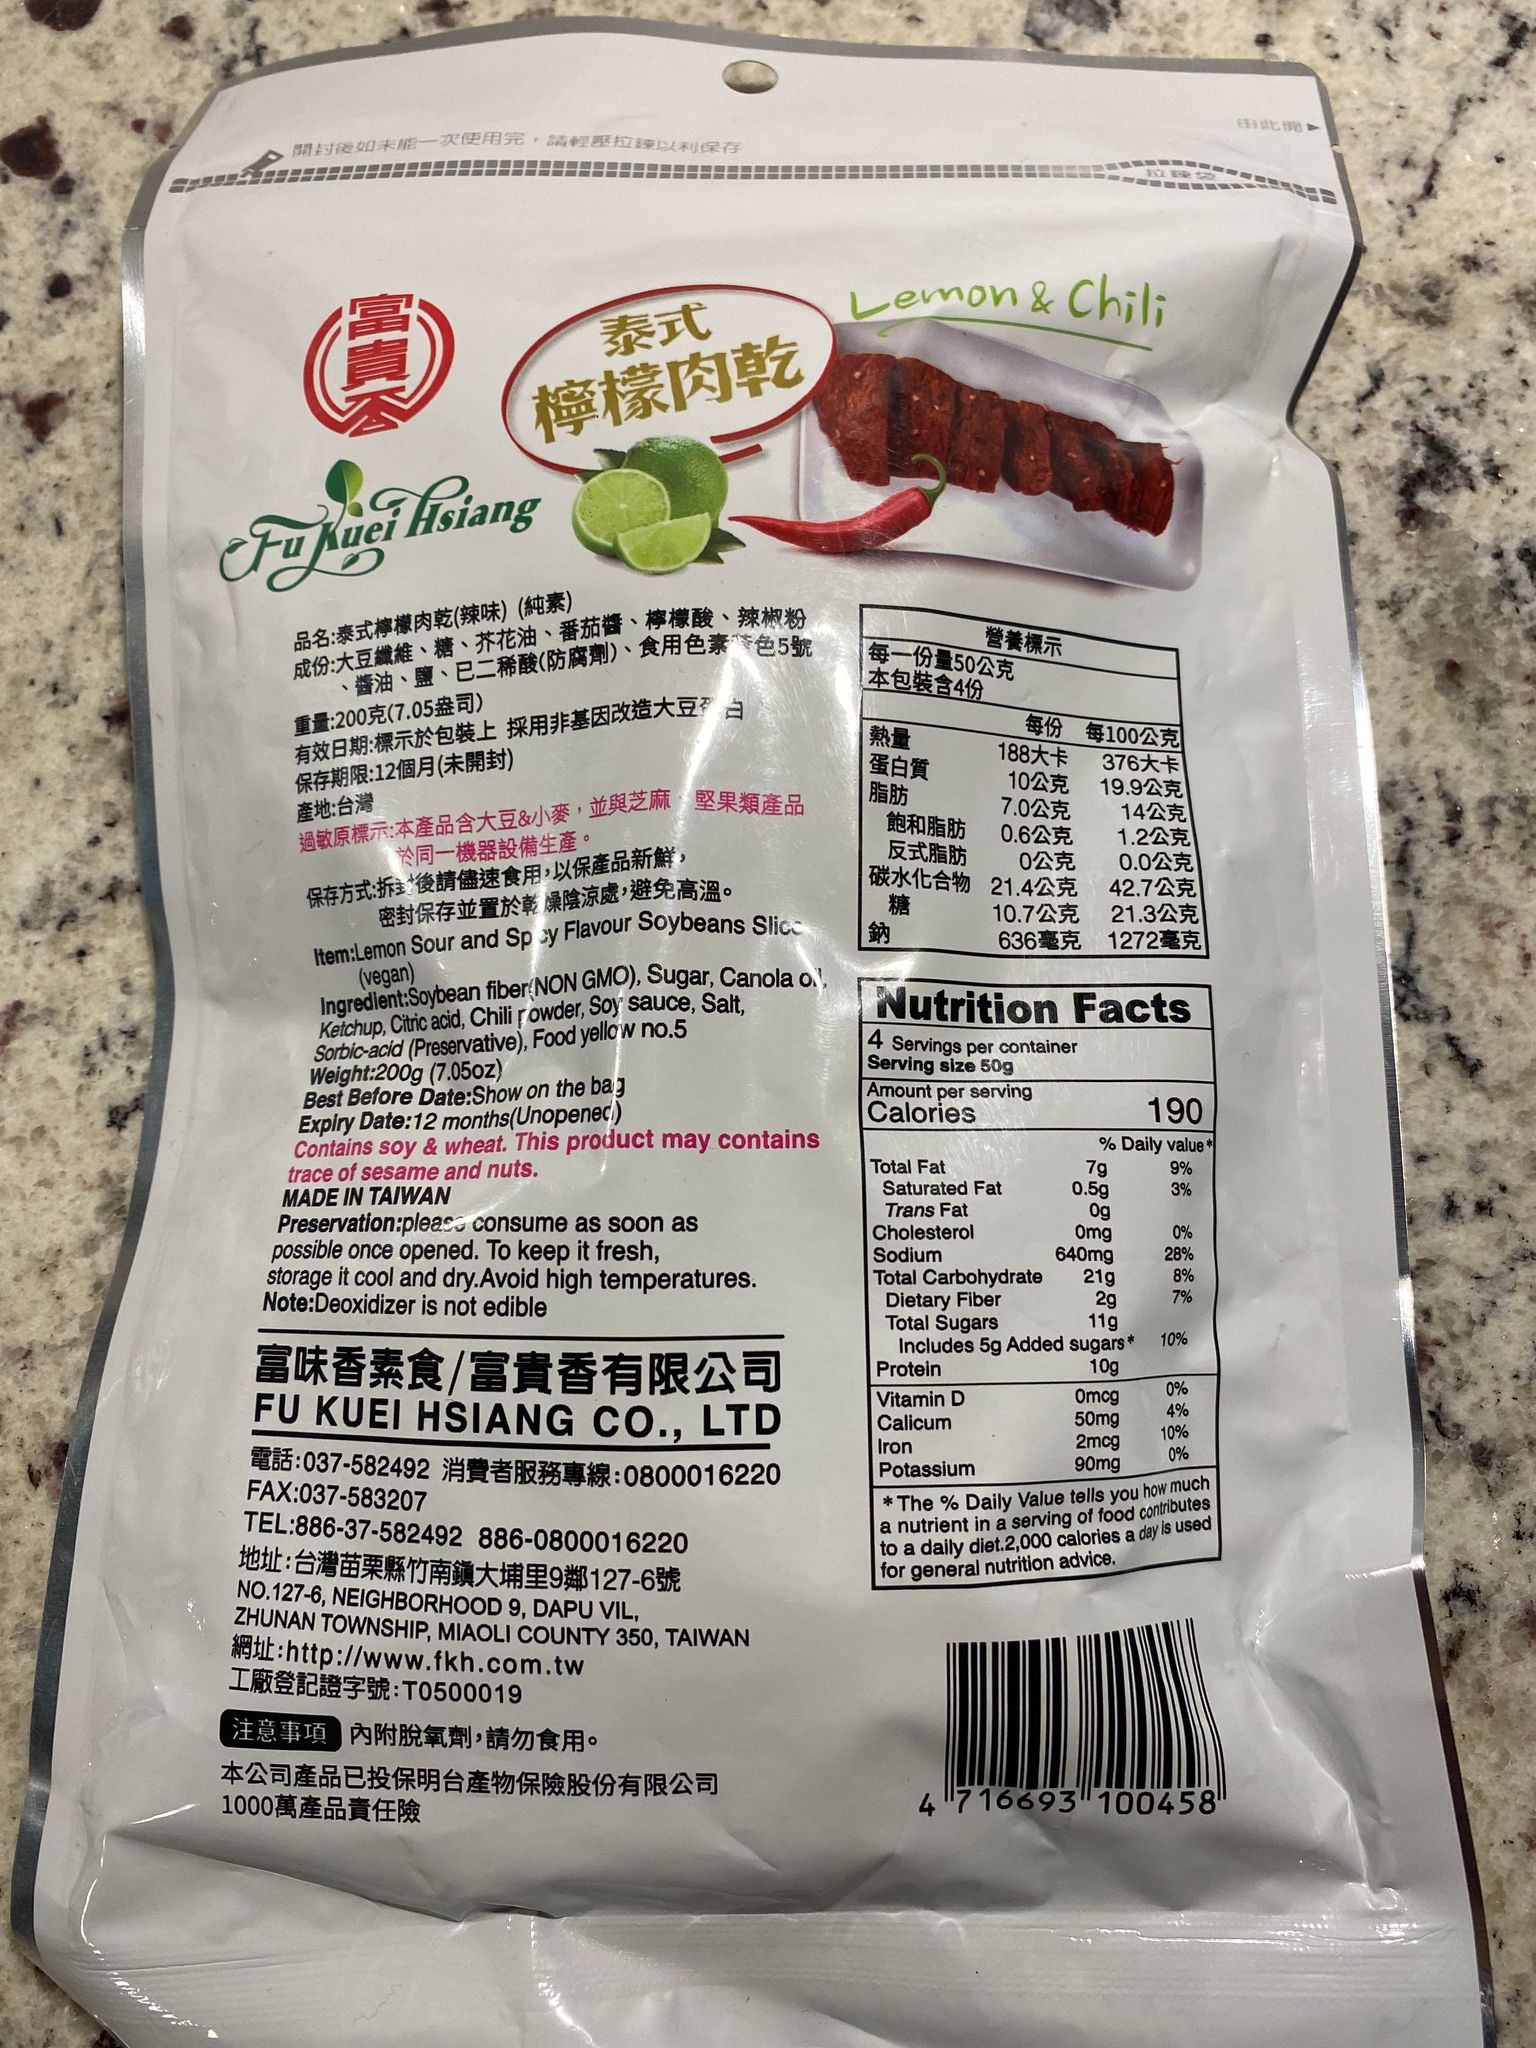 開封後如未能一次使用完，請輕壓拉鍊以利保存
由此開
拉鍊袋
富貴香
Fu Kuei Hsiang
泰式
檸檬肉乾
Lemon & Chili
品名:泰式檸檬肉乾(辣味) (純素)
成份:大豆纖維、糖、芥花油、番茄醬、檸檬酸、辣椒粉
、醬油、鹽、己二稀酸(防腐劑)、食用色素黃色5號
重量:200克(7.05盎司)
有效日期:標示於包裝上 採用非基因改造大豆蛋白
保存期限:12個月(未開封)
產地:台灣
過敏原標示:本產品含大豆&小麥，並與芝麻 堅果類產品
於同一機器設備生產。
保存方式:拆封後請儘速食用，以保產品新鮮，
密封保存並置於乾燥陰涼處，避免高溫。
Item:Lemon Sour and Spicy Flavour Soybeans Slice
(vegan)
Ingredient:Soybean fiber(NON GMO), Sugar, Canola oil,
Ketchup, Citric acid, Chili powder, Soy sauce, Salt,
Sorbic-acid (Preservative), Food yellow no.5
Weight:200g (7.05oz)
Best Before Date:Show on the bag
Expiry Date:12 months(Unopened)
Contains soy & wheat. This product may contains
trace of sesame and nuts.
MADE IN TAIWAN
Preservation:please consume as soon as
possible once opened. To keep it fresh,
storage it cool and dry.Avoid high temperatures.
Note:Deoxidizer is not edible
富味香素食/富貴香有限公司
FU KUEI HSIANG CO., LTD
電話:037-582492 消費者服務專線:0800016220
FAX:037-583207
TEL:886-37-582492 886-0800016220
地址:台灣苗栗縣竹南鎮大埔里9鄰127-6號
NO.127-6, NEIGHBORHOOD 9, DAPU VIL,
ZHUNAN TOWNSHIP, MIAOLI COUNTY 350, TAIWAN
網址:http://www.fkh.com.tw
工廠登記證字號:T0500019
注意事項 內附脫氧劑，請勿食用。
本公司產品已投保明台產物保險股份有限公司
1000萬產品責任險
營養標示
每一份量50公克
本包裝含4份
每份 每100公克
熱量 188大卡 376大卡
蛋白質 10公克 19.9公克
脂肪 7.0公克 14公克
飽和脂肪 0.6公克 1.2公克
反式脂肪 0公克 0.0公克
碳水化合物 21.4公克 42.7公克
糖 10.7公克 21.3公克
鈉 636毫克 1272毫克
Nutrition Facts
4 Servings per container
Serving size 50g
Amount per serving
Calories 190
% Daily value*
Total Fat 7g 9%
Saturated Fat 0.5g 3%
Trans Fat 0g
Cholesterol 0mg 0%
Sodium 640mg 28%
Total Carbohydrate 21g 8%
Dietary Fiber 2g 7%
Total Sugars 11g
Includes 5g Added sugars* 10%
Protein 10g
Vitamin D 0mcg 0%
Calicum 50mg 4%
Iron 2mcg 10%
Potassium 90mg 0%
*The % Daily Value tells you how much
a nutrient in a serving of food contributes
to a daily diet.2,000 calories a day is used
for general nutrition advice.
4 716693 100458